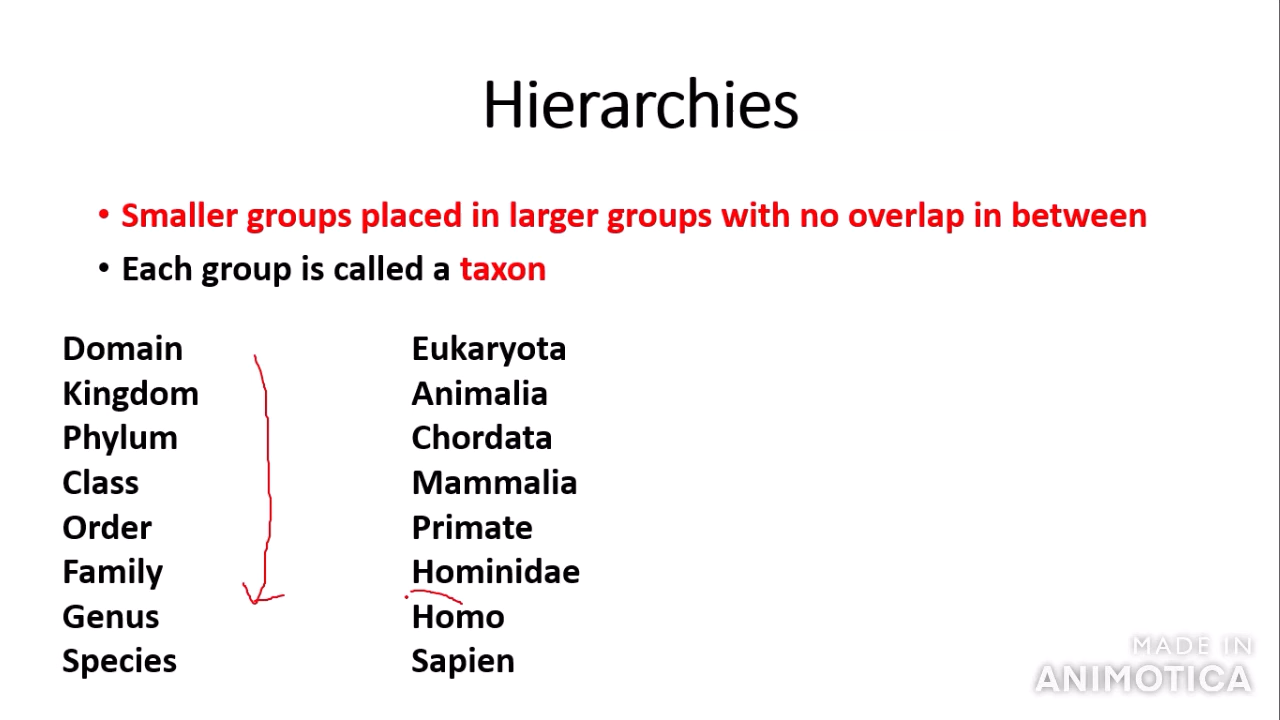 Hierarchies
• Smaller groups placed in larger groups with no overlap in between
• Each group is called a taxon
Domain Eukaryota
Kingdom Animalia
Phylum Chordata
Class Mammalia
Order Primate
Family Hominidae
Genus Homo
Species Sapien
MADE IN
ANIMOTICA